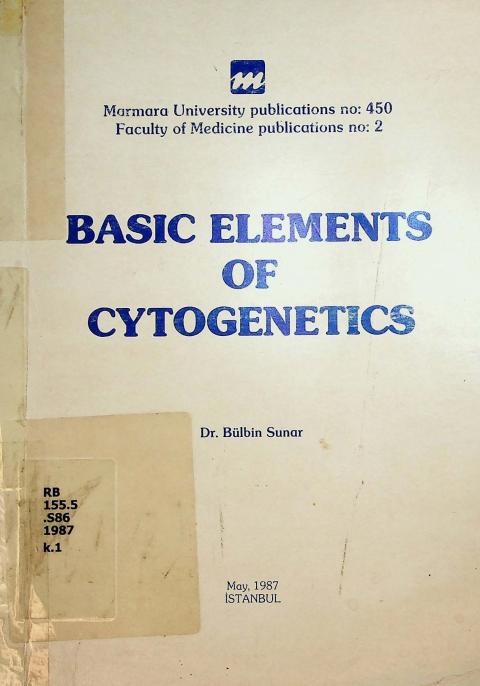 m
Marmara University publications no: 450
Faculty of Medicine publications no: 2
BASIC ELEMENTS
OF
CYTOGENETICS
Dr. Bülbin Sunar
RB
155.5
.S86
1987
k.1
May, 1987
İSTANBUL